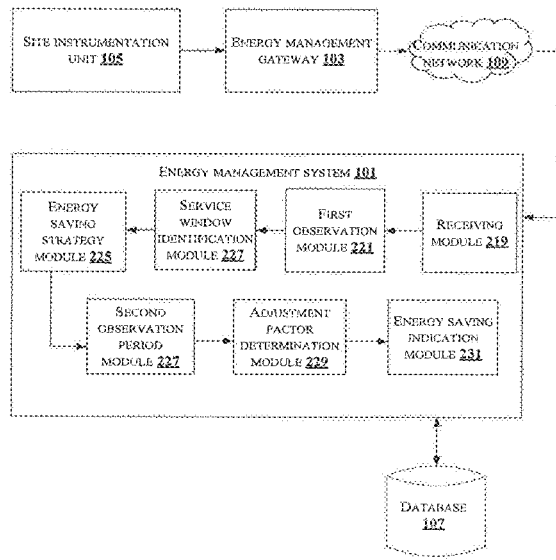 SITE INSTRUMENTATION
UNIT 105
ENERGY MANAGEMENT
GATEWAY 103
COMMUNICATION
NETWORK 109
ENERGY MANAGEMENT SYSTEM 101
ENERGY
SAVING
STRATEGY
MODULE 225
SERVICE
WINDOW
IDENTIFICATION
MODULE 227
FIRST
OBSERVATION
MODULE 221
RECEIVING
MODULE 219
SECOND
OBSERVATION
PERIOD
MODULE 227
ADJUSTMENT
FACTOR
DETERMINATION
MODULE 229
ENERGY SAVING
INDICATION
MODULE 231
DATABASE
107